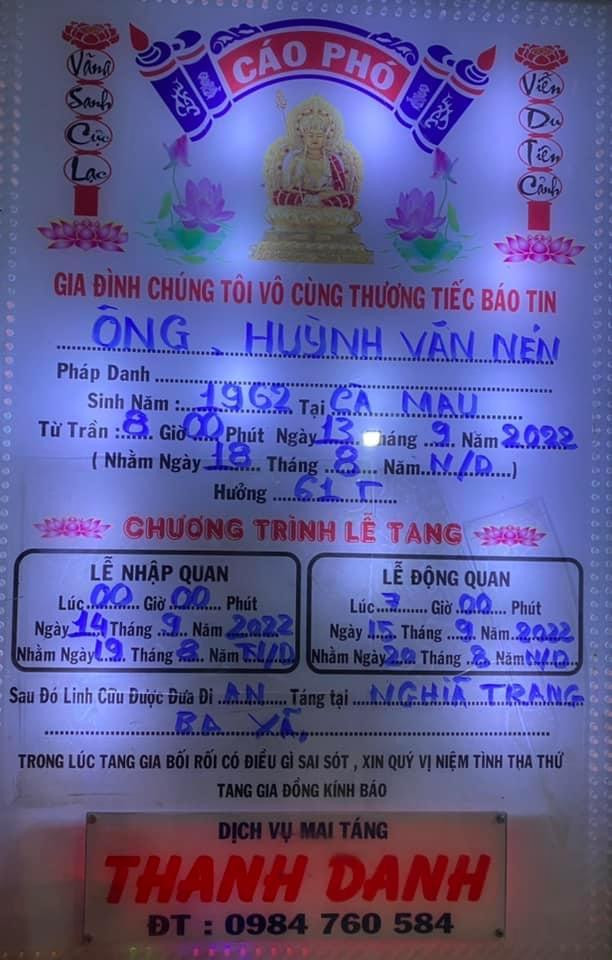 CÁO PHÓ
Vãng
Sanh
Cực
Lạc
Viễn
Du
Tiên
Cảnh
GIA ĐÌNH CHÚNG TÔI VÔ CÙNG THƯƠNG TIẾC BÁO TIN
ÔNG . HUỲNH VĂN NÉN
Pháp Danh
Sinh Năm : 1962 Tại CÀ MAU
Từ Trần : 8 Giờ 00 Phút Ngày 13 Tháng 9 Năm 2022
( Nhằm Ngày 18 Tháng 8 Năm N/D )
Hưởng 61 T
CHƯƠNG TRÌNH LỄ TANG
LỄ NHẬP QUAN
Lúc 00 Giờ 00 Phút
Ngày 14 Tháng 9 Năm 2022
Nhằm Ngày 19 Tháng 8 Năm N/D
LỄ ĐỘNG QUAN
Lúc 7 Giờ 00 Phút
Ngày 15 Tháng 9 Năm 2022
Nhằm Ngày 20 Tháng 8 Năm N/D
Sau Đó Linh Cữu Được Đưa Đi AN Táng tại NGHĨA TRANG
BA XÃ.
TRONG LÚC TANG GIA BỐI RỐI CÓ ĐIỀU GÌ SAI SÓT , XIN QUÝ VỊ NIỆM TÌNH THA THỨ
TANG GIA ĐỒNG KÍNH BÁO
DỊCH VỤ MAI TÁNG
THANH DANH
ĐT : 0984 760 584